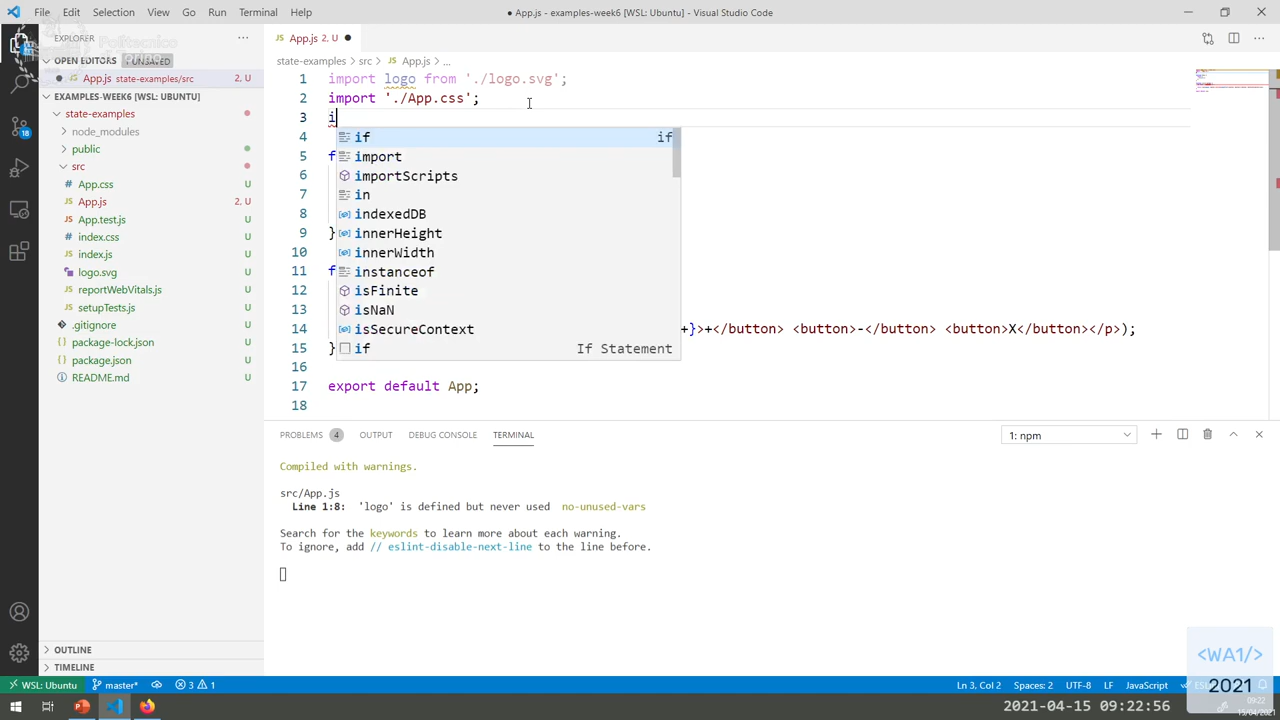 File Edit Selection View Go Run Terminal Help
● App.js - examples-week6 [WSL: Ubuntu] - Visual Studio Code
Politecnico
EXPLORER
OPEN EDITORS 1 UNSAVED
App.js state-examples/src 2, U
EXAMPLES-WEEK6 [WSL: UBUNTU]
state-examples
node_modules
public
src
App.css U
App.js 2, U
App.test.js U
index.css U
index.js U
logo.svg U
reportWebVitals.js U
setupTests.js U
.gitignore U
package-lock.json U
package.json U
README.md U
OUTLINE
TIMELINE
App.js 2, U ●
state-examples > src > App.js > ...
1 import logo from './logo.svg';
2 import './App.css';
3 i
4
5 f
6
7
8
9 }
10
11 f
12
13
14 +}>+</button> <button>-</button> <button>X</button></p>);
15 }
16
17 export default App;
18
if if
import
importScripts
in
indexedDB
innerHeight
innerWidth
instanceof
isFinite
isNaN
isSecureContext
if If Statement
PROBLEMS 4 OUTPUT DEBUG CONSOLE TERMINAL
1: npm
Compiled with warnings.
src/App.js
Line 1:8: 'logo' is defined but never used no-unused-vars
Search for the keywords to learn more about each warning.
To ignore, add // eslint-disable-next-line to the line before.
<WA1/>
2021
WSL: Ubuntu master* 3 1
Ln 3, Col 2 Spaces: 2 UTF-8 LF JavaScript
2021-04-15 09:22:56
09:22
15/04/2021